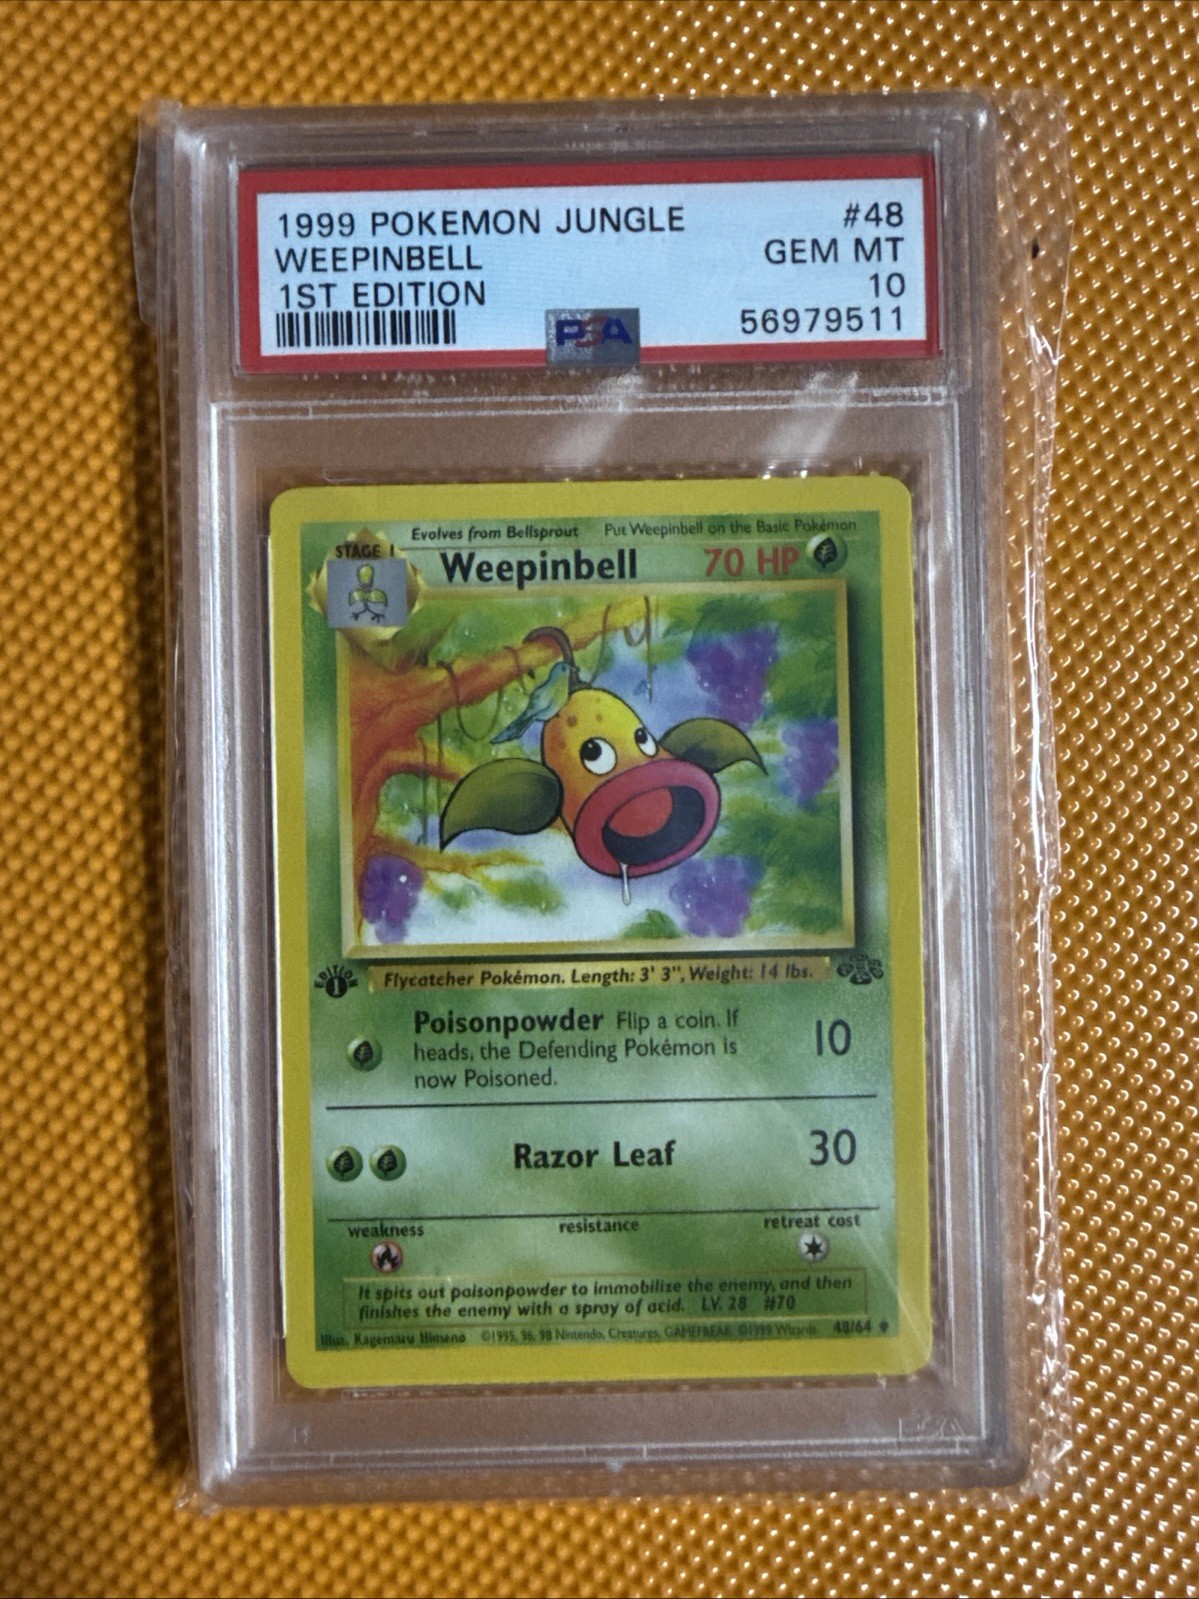 1999 POKEMON JUNGLE #48
WEEPINBELL GEM MT
1ST EDITION 10
56979511
PSA
Evolves from Bellsprout Put Weepinbell on the Basic Pokémon
STAGE 1
Weepinbell 70 HP
EDITION
1
Flycatcher Pokémon. Length: 3' 3", Weight: 14 lbs.
Poisonpowder Flip a coin. If
heads, the Defending Pokémon is
now Poisoned.
10
Razor Leaf 30
weakness resistance retreat cost
It spits out poisonpowder to immobilize the enemy, and then
finishes the enemy with a spray of acid. LV. 28 #70
Illus. Kagemaru Himeno ©1995, 96, 98 Nintendo, Creatures, GAMEFREAK. ©1999 Wizards. 48/64
PSA